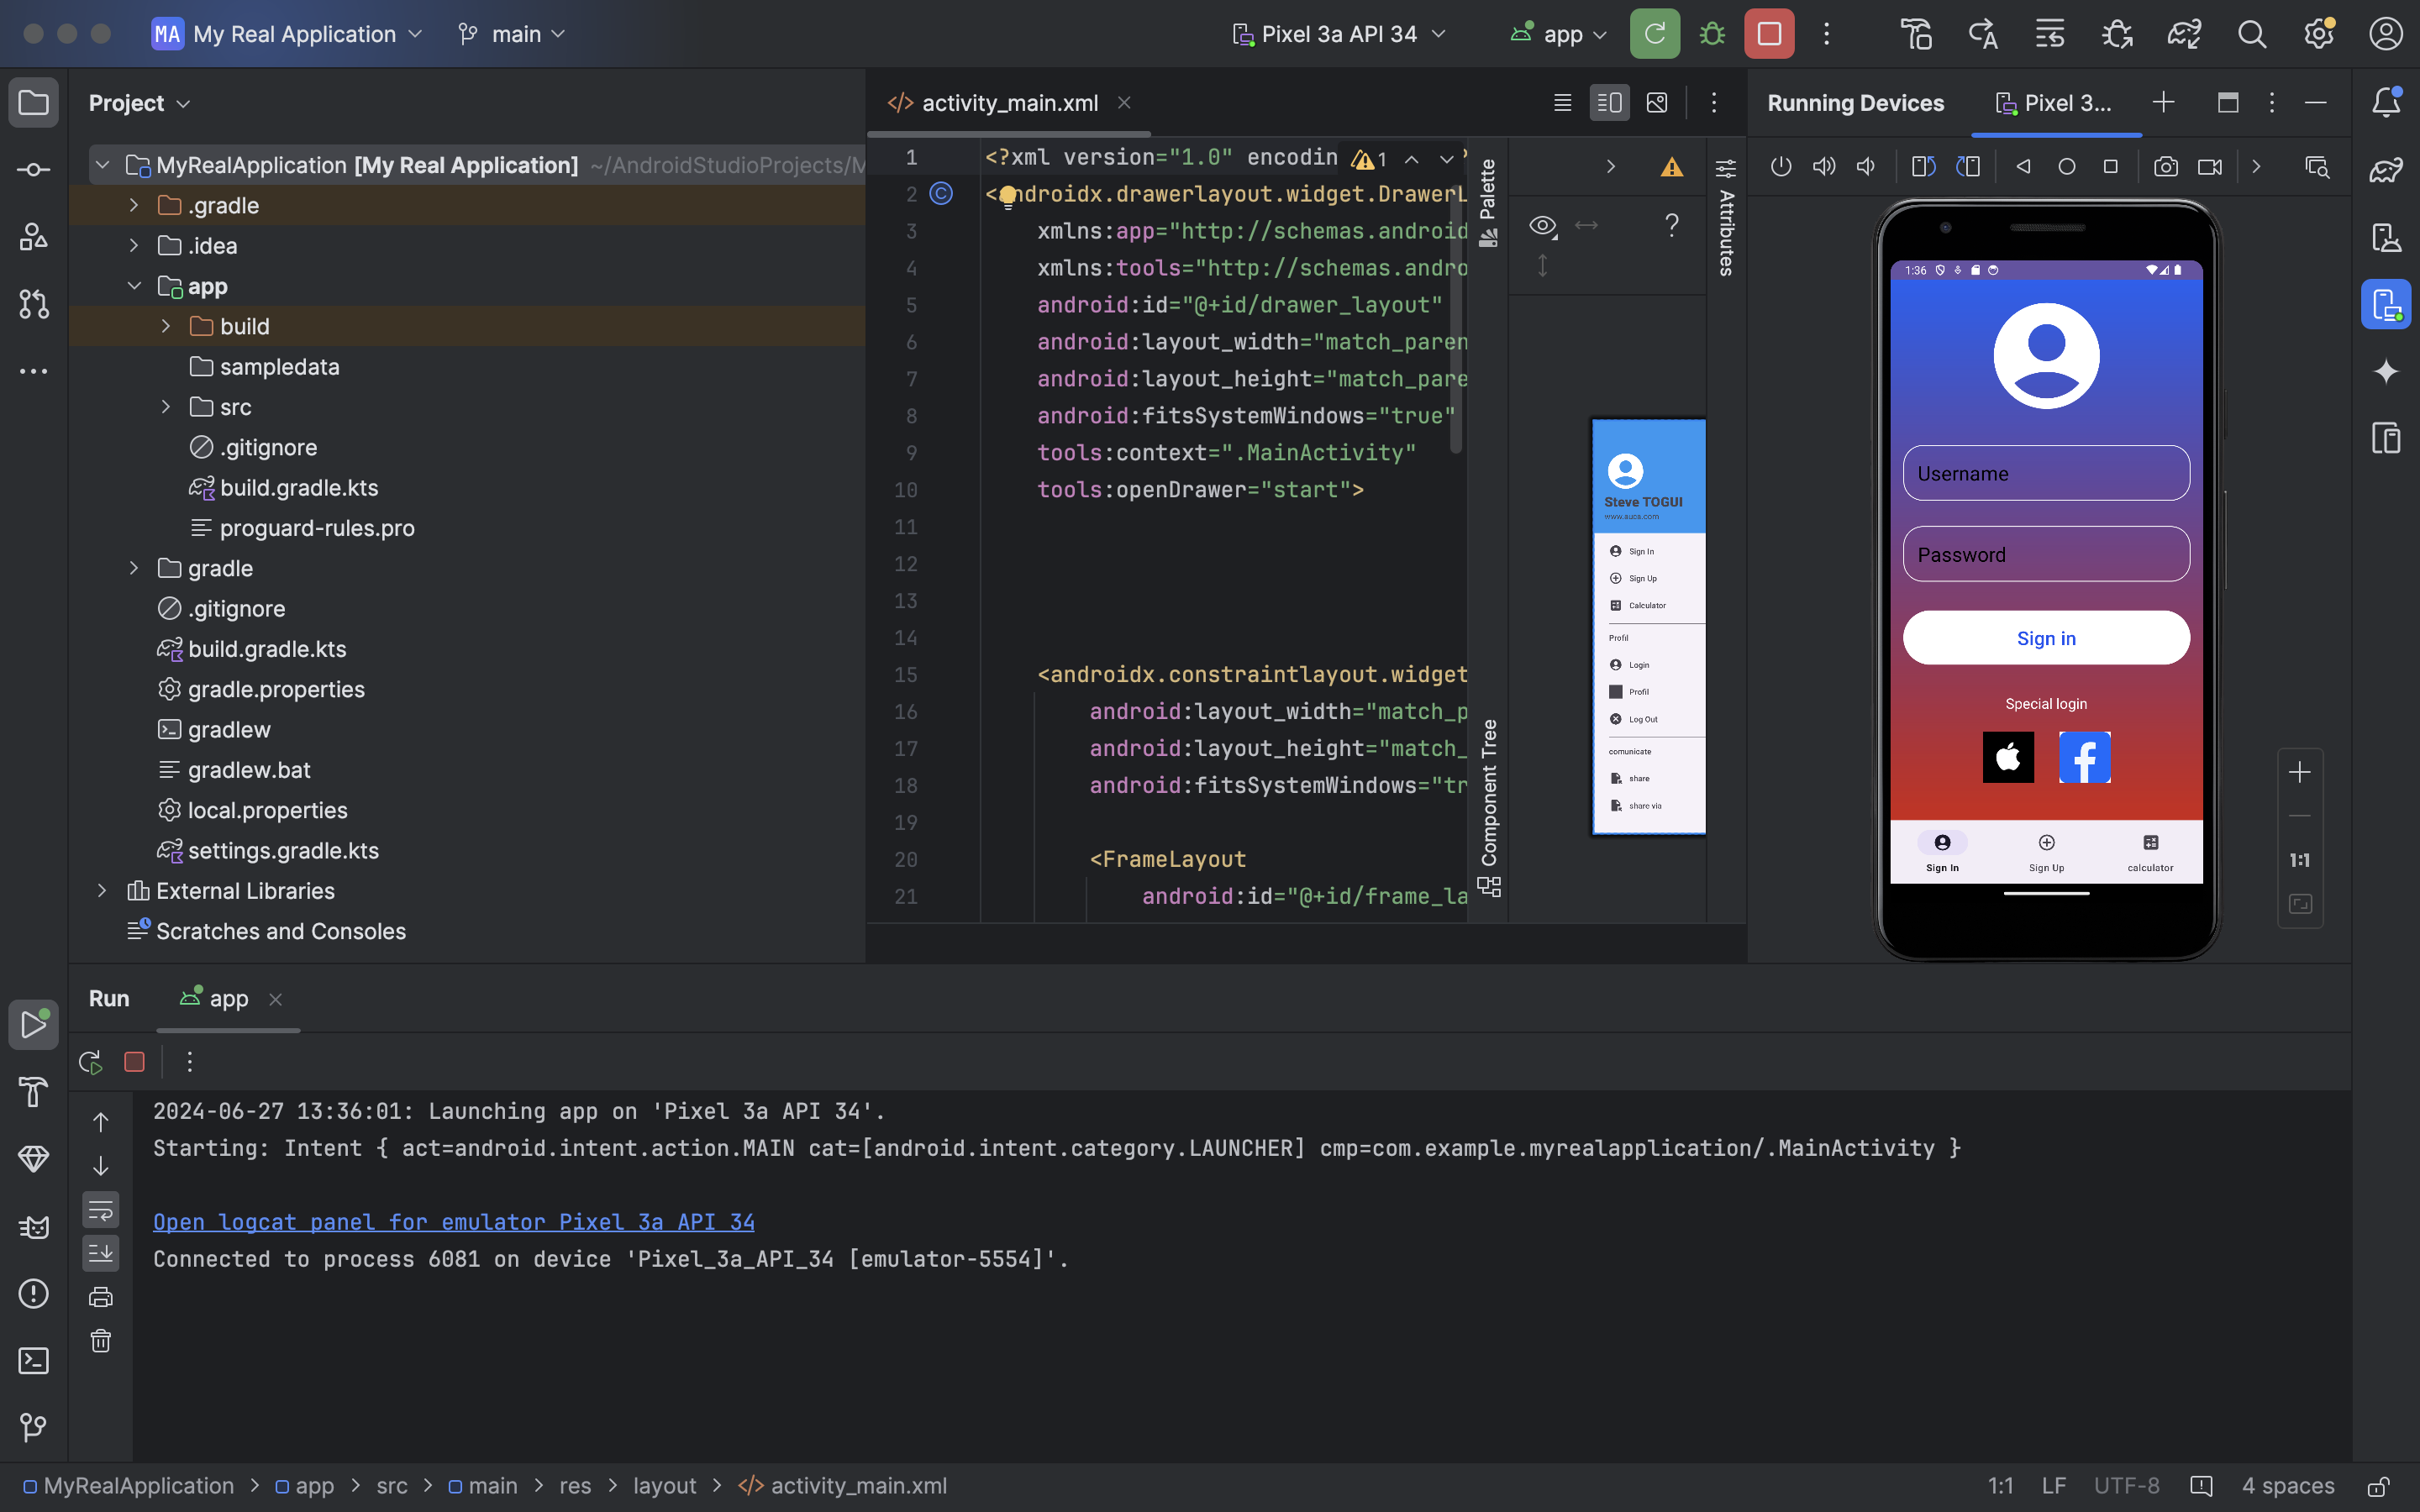 MA My Real Application main Pixel 3a API 34 app
Project
MyRealApplication [My Real Application] ~/AndroidStudioProjects/M
.gradle
.idea
app
build
sampledata
src
.gitignore
build.gradle.kts
proguard-rules.pro
gradle
.gitignore
build.gradle.kts
gradle.properties
gradlew
gradlew.bat
local.properties
settings.gradle.kts
External Libraries
Scratches and Consoles
</> activity_main.xml
1 <?xml version="1.0" encodin 1
2 <androidx.drawerlayout.widget.DrawerL
3 xmlns:app="http://schemas.android
4 xmlns:tools="http://schemas.andro
5 android:id="@+id/drawer_layout"
6 android:layout_width="match_paren
7 android:layout_height="match_pare
8 android:fitsSystemWindows="true"
9 tools:context=".MainActivity"
10 tools:openDrawer="start">
11
12
13
14
15 <androidx.constraintlayout.widget
16 android:layout_width="match_p
17 android:layout_height="match_
18 android:fitsSystemWindows="tr
19
20 <FrameLayout
21 android:id="@+id/frame_la
Palette
Component Tree
Attributes
?
Steve TOGUI
Sign In
Sign Up
Calculator
Profil
Login
Profil
Log Out
comunicate
share
share via
Running Devices Pixel 3...
1:36
Username
Password
Sign in
Special login
Sign In Sign Up calculator
1:1
Run app
2024-06-27 13:36:01: Launching app on 'Pixel 3a API 34'.
Starting: Intent { act=android.intent.action.MAIN cat=[android.intent.category.LAUNCHER] cmp=com.example.myrealapplication/.MainActivity }
Open logcat panel for emulator Pixel 3a API 34
Connected to process 6081 on device 'Pixel_3a_API_34 [emulator-5554]'.
MyRealApplication > app > src > main > res > layout > </> activity_main.xml 1:1 LF UTF-8 4 spaces